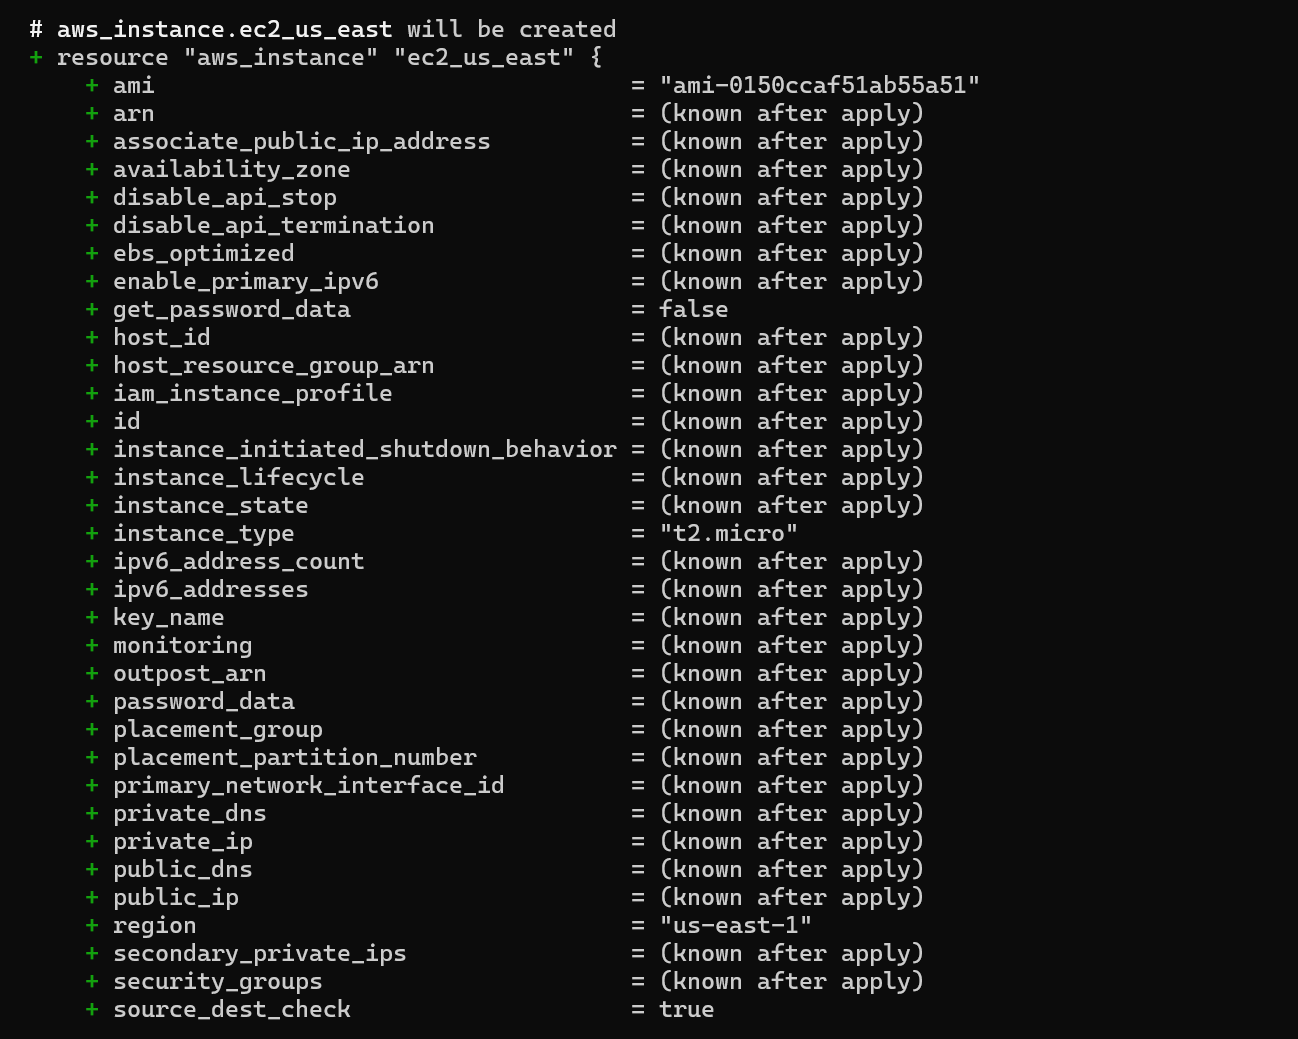 # aws_instance.ec2_us_east will be created
+ resource "aws_instance" "ec2_us_east" {
    + ami                                  = "ami-0150ccaf51ab55a51"
    + arn                                  = (known after apply)
    + associate_public_ip_address          = (known after apply)
    + availability_zone                    = (known after apply)
    + disable_api_stop                     = (known after apply)
    + disable_api_termination              = (known after apply)
    + ebs_optimized                        = (known after apply)
    + enable_primary_ipv6                  = (known after apply)
    + get_password_data                    = false
    + host_id                              = (known after apply)
    + host_resource_group_arn              = (known after apply)
    + iam_instance_profile                 = (known after apply)
    + id                                   = (known after apply)
    + instance_initiated_shutdown_behavior = (known after apply)
    + instance_lifecycle                   = (known after apply)
    + instance_state                       = (known after apply)
    + instance_type                        = "t2.micro"
    + ipv6_address_count                   = (known after apply)
    + ipv6_addresses                       = (known after apply)
    + key_name                             = (known after apply)
    + monitoring                           = (known after apply)
    + outpost_arn                          = (known after apply)
    + password_data                        = (known after apply)
    + placement_group                      = (known after apply)
    + placement_partition_number           = (known after apply)
    + primary_network_interface_id         = (known after apply)
    + private_dns                          = (known after apply)
    + private_ip                           = (known after apply)
    + public_dns                           = (known after apply)
    + public_ip                            = (known after apply)
    + region                               = "us-east-1"
    + secondary_private_ips                = (known after apply)
    + security_groups                      = (known after apply)
    + source_dest_check                    = true